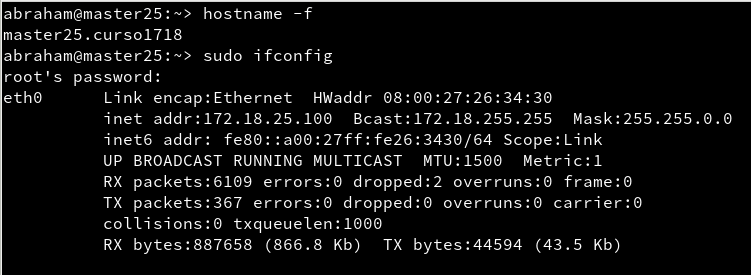 abraham@master25:~> hostname -f
master25.curso1718
abraham@master25:~> sudo ifconfig
root's password:
eth0      Link encap:Ethernet  HWaddr 08:00:27:26:34:30
          inet addr:172.18.25.100  Bcast:172.18.255.255  Mask:255.255.0.0
          inet6 addr: fe80::a00:27ff:fe26:3430/64 Scope:Link
          UP BROADCAST RUNNING MULTICAST  MTU:1500  Metric:1
          RX packets:6109 errors:0 dropped:2 overruns:0 frame:0
          TX packets:367 errors:0 dropped:0 overruns:0 carrier:0
          collisions:0 txqueuelen:1000
          RX bytes:887658 (866.8 Kb)  TX bytes:44594 (43.5 Kb)